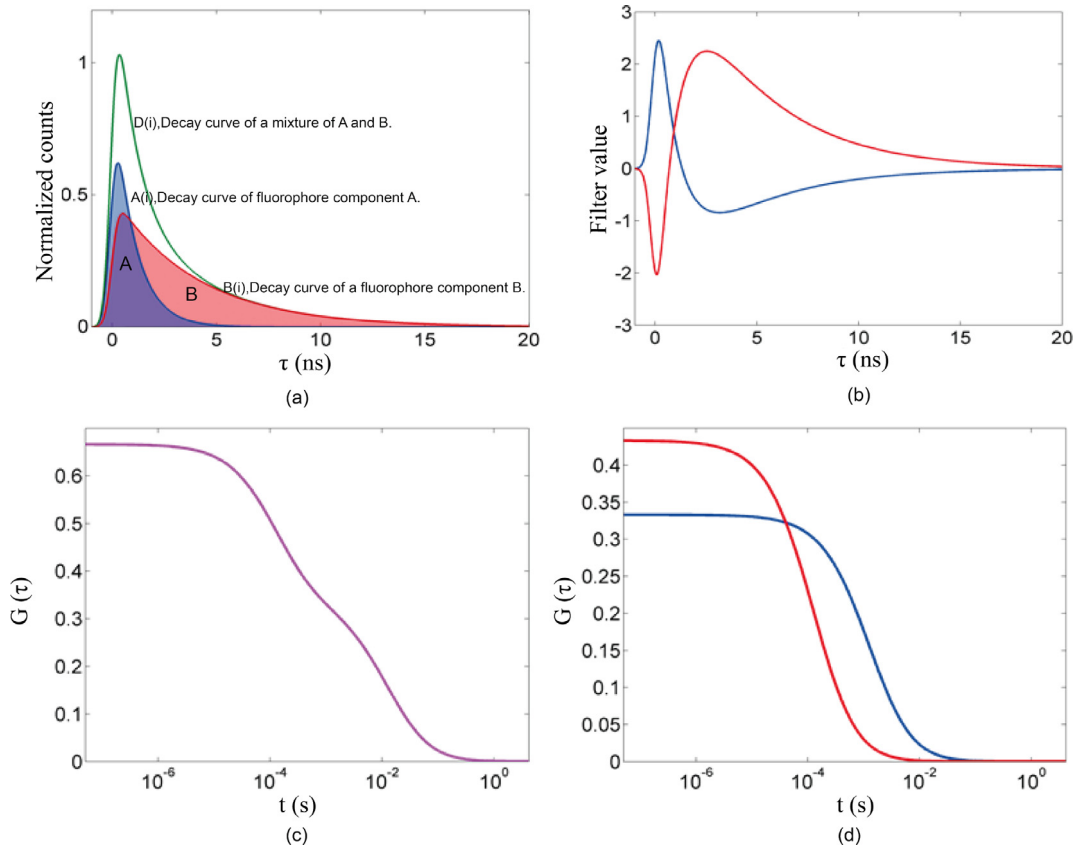 1
0.5
0
Normalized counts
D(i),Decay curve of a mixture of A and B.
A(i),Decay curve of fluorophore component A.
B(i),Decay curve of a fluorophore component B.
A
B
0 5 10 15 20
τ (ns)
(a)
3
2
1
0
-1
-2
-3
Filter value
0 5 10 15 20
τ (ns)
(b)
0.6
0.5
0.4
0.3
0.2
0.1
0
G (τ)
10⁻⁶ 10⁻⁴ 10⁻² 10⁰
t (s)
(c)
0.4
0.35
0.3
0.25
0.2
0.15
0.1
0.05
0
G (τ)
10⁻⁶ 10⁻⁴ 10⁻² 10⁰
t (s)
(d)